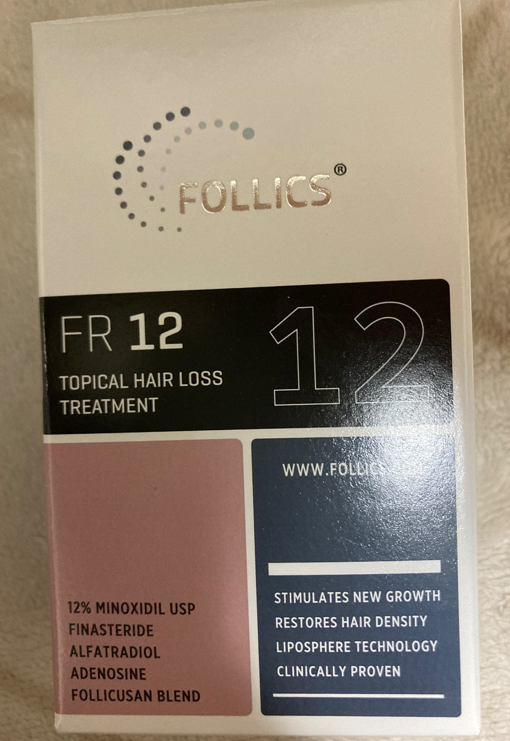 FOLLICS®
FR 12
12
TOPICAL HAIR LOSS
TREATMENT
WWW.FOLLICS.COM
12% MINOXIDIL USP
FINASTERIDE
ALFATRADIOL
ADENOSINE
FOLLICUSAN BLEND
STIMULATES NEW GROWTH
RESTORES HAIR DENSITY
LIPOSPHERE TECHNOLOGY
CLINICALLY PROVEN